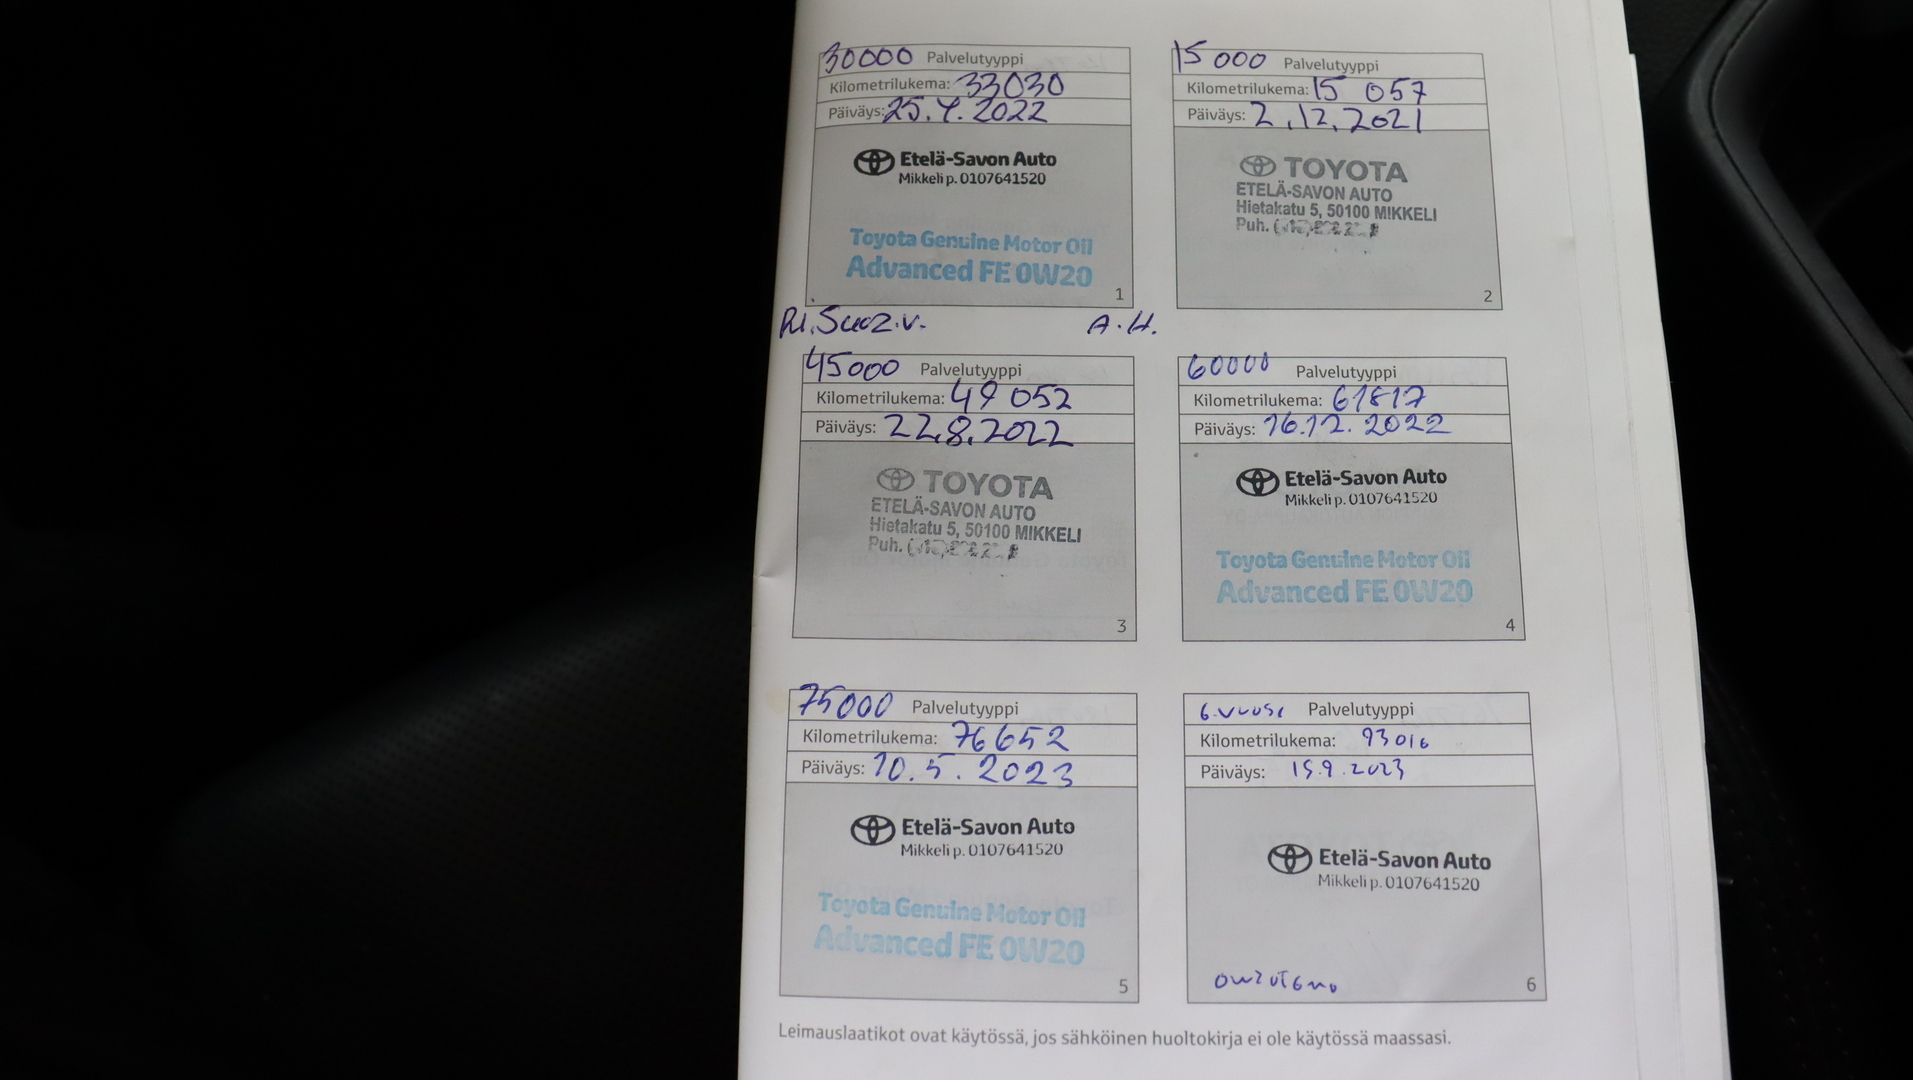 30000 Palvelutyyppi
Kilometrilukema: 33030
Päiväys: 25.4.2022
Etelä-Savon Auto
Mikkeli p. 0107641520
Toyota Genuine Motor Oil
Advanced FE 0W20
1
15 000 Palvelutyyppi
Kilometrilukema: 15 057
Päiväys: 2.12.2021
TOYOTA
ETELÄ-SAVON AUTO
Hietakatu 5, 50100 MIKKELI
Puh.
2
A.H.
45000 Palvelutyyppi
Kilometrilukema: 49 052
Päiväys: 22.8.2022
TOYOTA
ETELÄ-SAVON AUTO
Hietakatu 5, 50100 MIKKELI
Puh.
3
60000 Palvelutyyppi
Kilometrilukema: 61817
Päiväys: 16.12.2022
Etelä-Savon Auto
Mikkeli p. 0107641520
Toyota Genuine Motor Oil
Advanced FE 0W20
4
75000 Palvelutyyppi
Kilometrilukema: 76652
Päiväys: 10.5.2023
Etelä-Savon Auto
Mikkeli p. 0107641520
Toyota Genuine Motor Oil
Advanced FE 0W20
5
6.vuosi Palvelutyyppi
Kilometrilukema: 93016
Päiväys: 15.9.2023
Etelä-Savon Auto
Mikkeli p. 0107641520
6
Leimauslaatikot ovat käytössä, jos sähköinen huoltokirja ei ole käytössä maassasi.